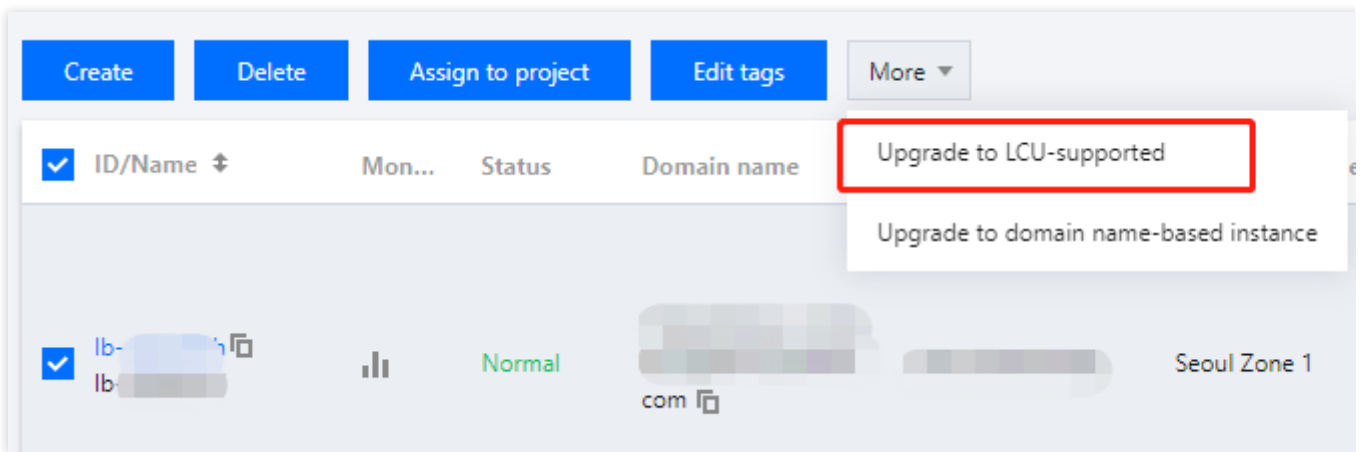 Create Delete Assign to project Edit tags More
ID/Name Mon... Status Domain name
Upgrade to LCU-supported
Upgrade to domain name-based instance
lb-
lb-
Normal
com
Seoul Zone 1